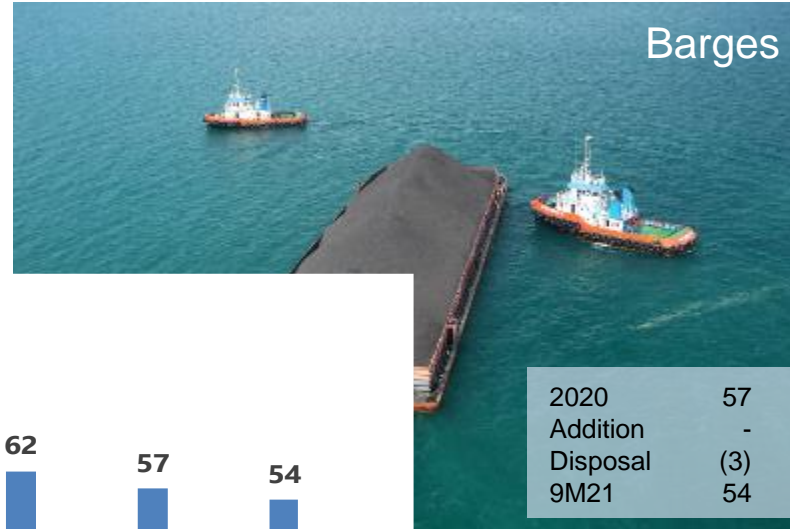 Barges
62
57
54
2020 57
Addition -
Disposal (3)
9M21 54